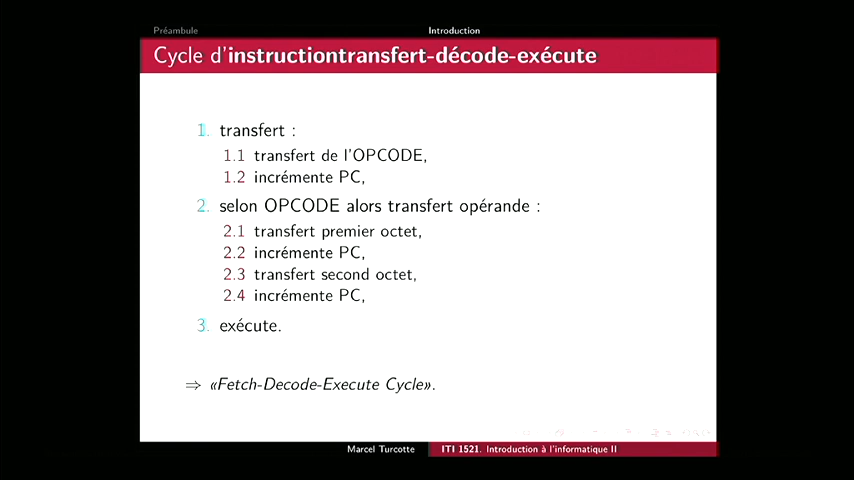 Préambule Introduction
Cycle d'instructiontransfert-décode-exécute
1. transfert :
1.1 transfert de l'OPCODE,
1.2 incrémente PC,
2. selon OPCODE alors transfert opérande :
2.1 transfert premier octet,
2.2 incrémente PC,
2.3 transfert second octet,
2.4 incrémente PC,
3. exécute.
⇒ «Fetch-Decode-Execute Cycle».
Marcel Turcotte ITI 1521. Introduction à l'informatique II